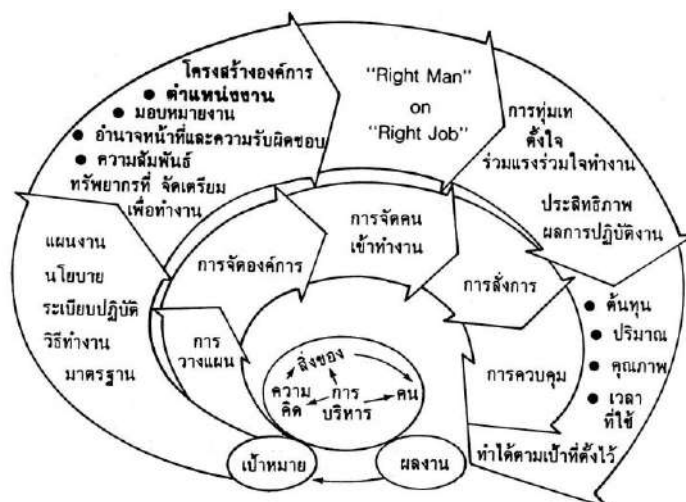 โครงสร้างองค์การ
● ตำแหน่งงาน
● มอบหมายงาน
● อำนาจหน้าที่และความรับผิดชอบ
● ความสัมพันธ์
ทรัพยากรที่ จัดเตรียม
เพื่อทำงาน
"Right Man"
on
"Right Job"
การทุ่มเท
ตั้งใจ
ร่วมแรงร่วมใจทำงาน
ประสิทธิภาพ
ผลการปฏิบัติงาน
แผนงาน
นโยบาย
ระเบียบปฏิบัติ
วิธีทำงาน
มาตรฐาน
การ
วางแผน
การจัดองค์การ
การจัดคน
เข้าทำงาน
การสั่งการ
การควบคุม
● ต้นทุน
● ปริมาณ
● คุณภาพ
● เวลา
ที่ใช้
ทำได้ตามเป้าที่ตั้งไว้
สิ่งของ
ความ
คิด
การ
บริหาร
คน
เป้าหมาย
ผลงาน